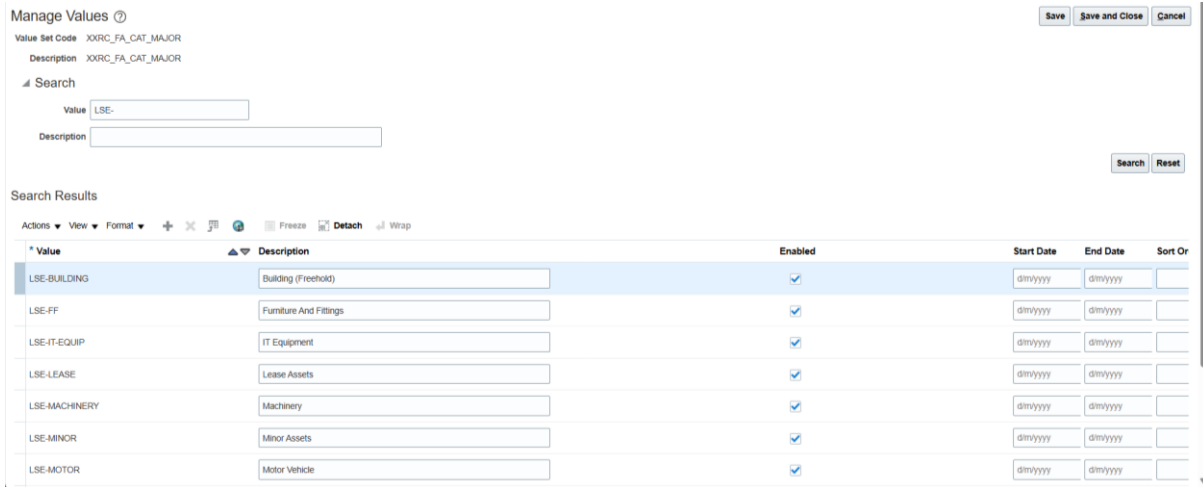 Manage Values ?
Save Save and Close Cancel
Value Set Code XXRC_FA_CAT_MAJOR
Description XXRC_FA_CAT_MAJOR
Search
Value LSE-
Description
Search Reset
Search Results
Actions View Format Freeze Detach Wrap
* Value Description Enabled Start Date End Date Sort Or
LSE-BUILDING Building (Freehold) d/m/yyyy d/m/yyyy
LSE-FF Furniture And Fittings d/m/yyyy d/m/yyyy
LSE-IT-EQUIP IT Equipment d/m/yyyy d/m/yyyy
LSE-LEASE Lease Assets d/m/yyyy d/m/yyyy
LSE-MACHINERY Machinery d/m/yyyy d/m/yyyy
LSE-MINOR Minor Assets d/m/yyyy d/m/yyyy
LSE-MOTOR Motor Vehicle d/m/yyyy d/m/yyyy